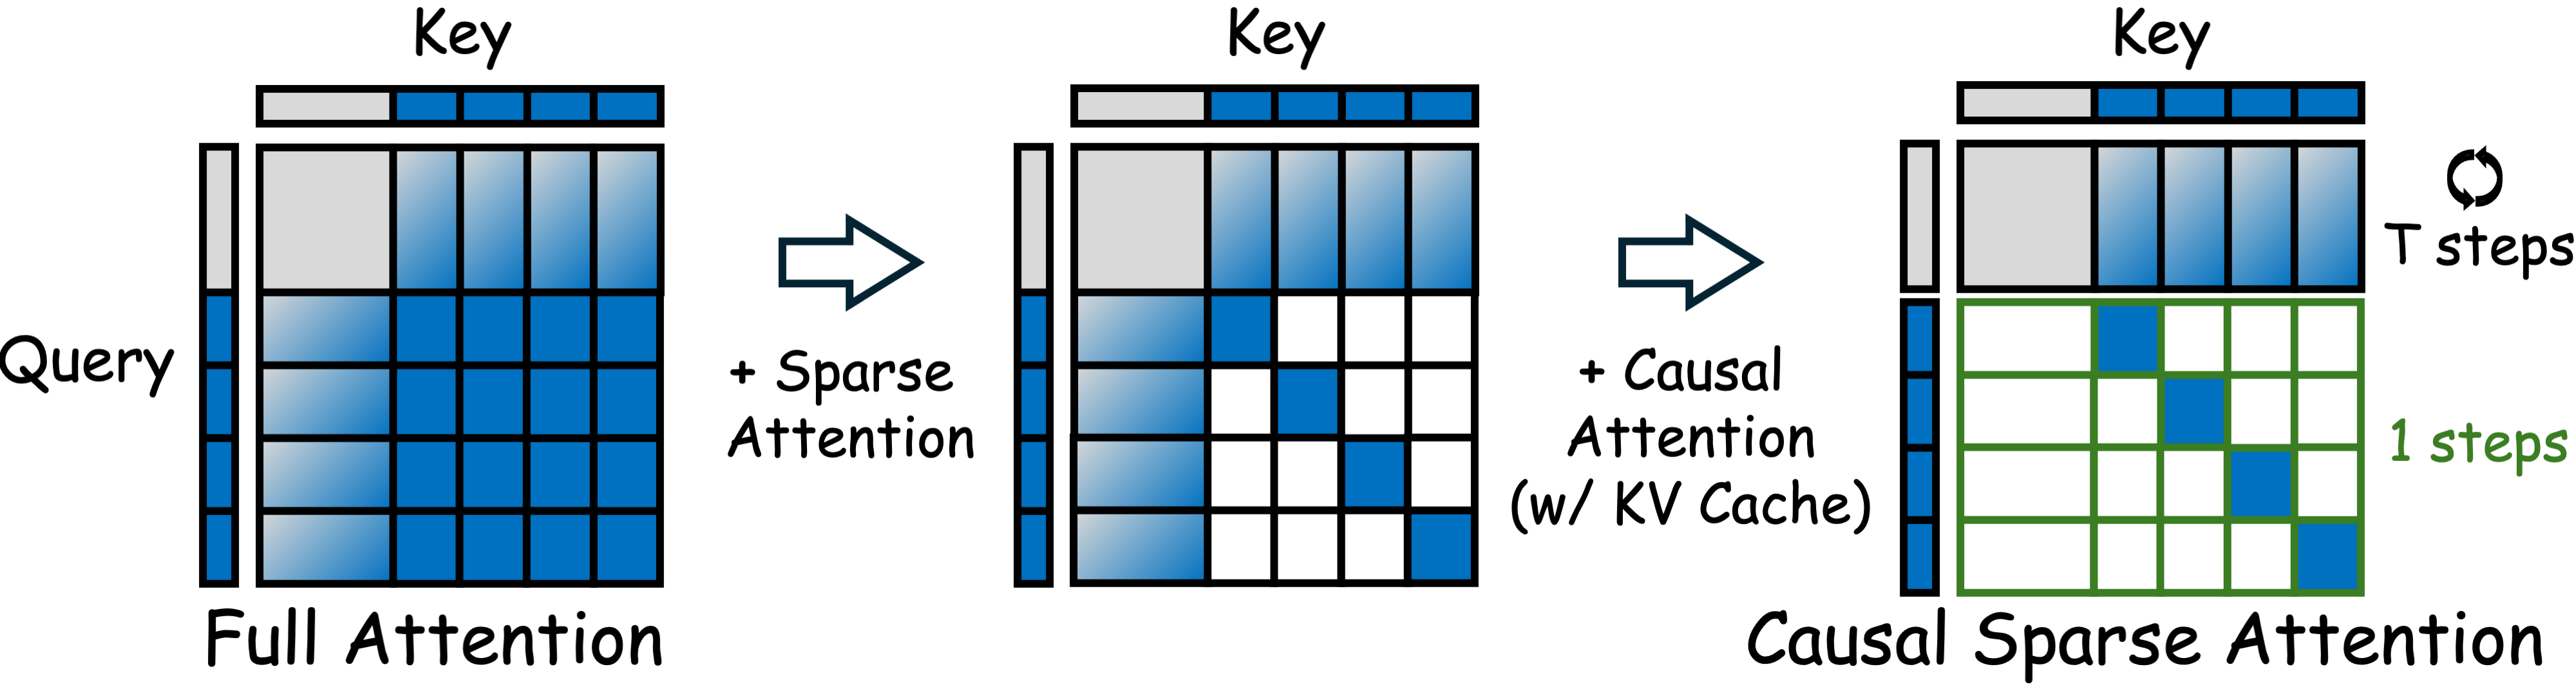 Key
Key
Key
Query
+ Sparse
Attention
+ Causal
Attention
(w/ KV Cache)
T steps
1 steps
Full Attention
Causal Sparse Attention